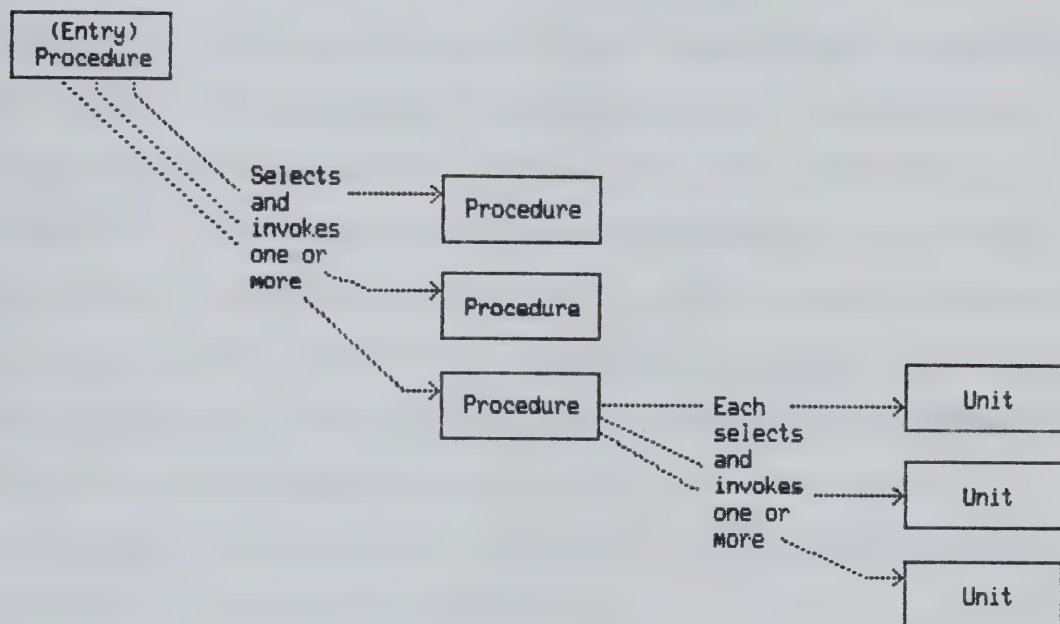 (Entry)
Procedure
Selects
and
invokes
one or
more
Procedure
Procedure
Procedure
Each
selects
and
invokes
one or
more
Unit
Unit
Unit